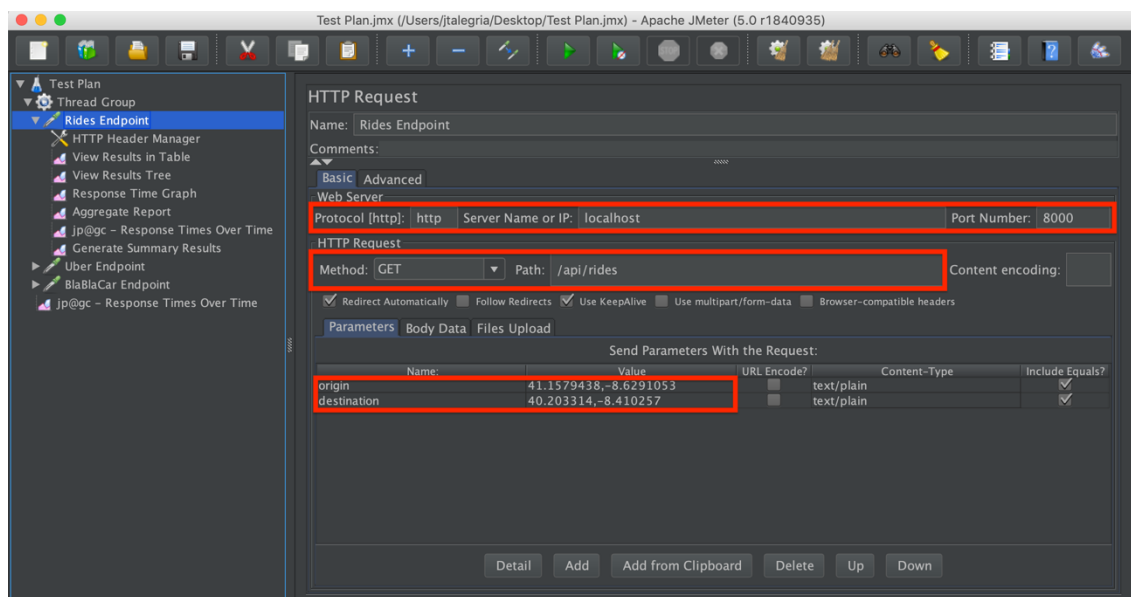 Test Plan.jmx (/Users/jtalegria/Desktop/Test Plan.jmx) - Apache JMeter (5.0 r1840935)
Test Plan
Thread Group
Rides Endpoint
HTTP Header Manager
View Results in Table
View Results Tree
Response Time Graph
Aggregate Report
jp@gc - Response Times Over Time
Generate Summary Results
Uber Endpoint
BlaBlaCar Endpoint
jp@gc - Response Times Over Time
HTTP Request
Name: Rides Endpoint
Comments:
Basic Advanced
Web Server
Protocol [http]: http Server Name or IP: localhost Port Number: 8000
HTTP Request
Method: GET Path: /api/rides Content encoding:
Redirect Automatically Follow Redirects Use KeepAlive Use multipart/form-data Browser-compatible headers
Parameters Body Data Files Upload
Send Parameters With the Request:
Name: Value URL Encode? Content-Type Include Equals?
origin 41.1579438,-8.6291053 text/plain
destination 40.203314,-8.410257 text/plain
Detail Add Add from Clipboard Delete Up Down